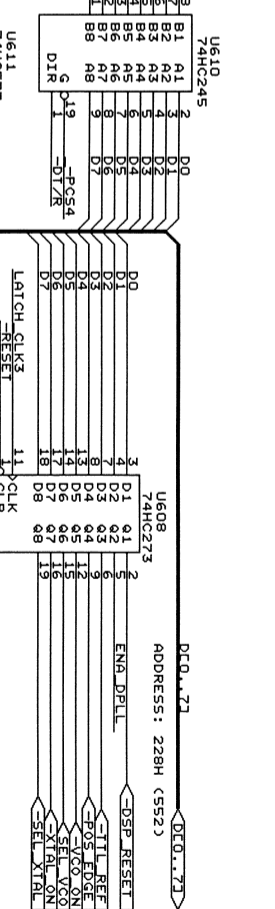 U610
74HC245
B1 A1 2 D0
B2 A2 3 D1
B3 A3 4 D2
B4 A4 5 D3
B5 A5 6 D4
B6 A6 7 D5
B7 A7 8 D6
B8 A8 9 D7
G 19 -PCS4
DIR 1 -DT/R
U611
D[0..7] D[0..7]
ADDRESS: 228H (552)
U608
74HC273
D0 3 D1 Q1 2 -DSP_RESET
D1 4 D2 Q2 5 ENA_DPLL
D2 7 D3 Q3 6 -TTL_REF
D3 8 D4 Q4 9 -POS_EDGE
D4 13 D5 Q5 12 -VCO_ON
D5 14 D6 Q6 15 SEL_VCO
D6 17 D7 Q7 16 -XTAL_ON
D7 18 D8 Q8 19 -SEL_XTAL
LATCH_CLK3 11 CLK
-RESET 1